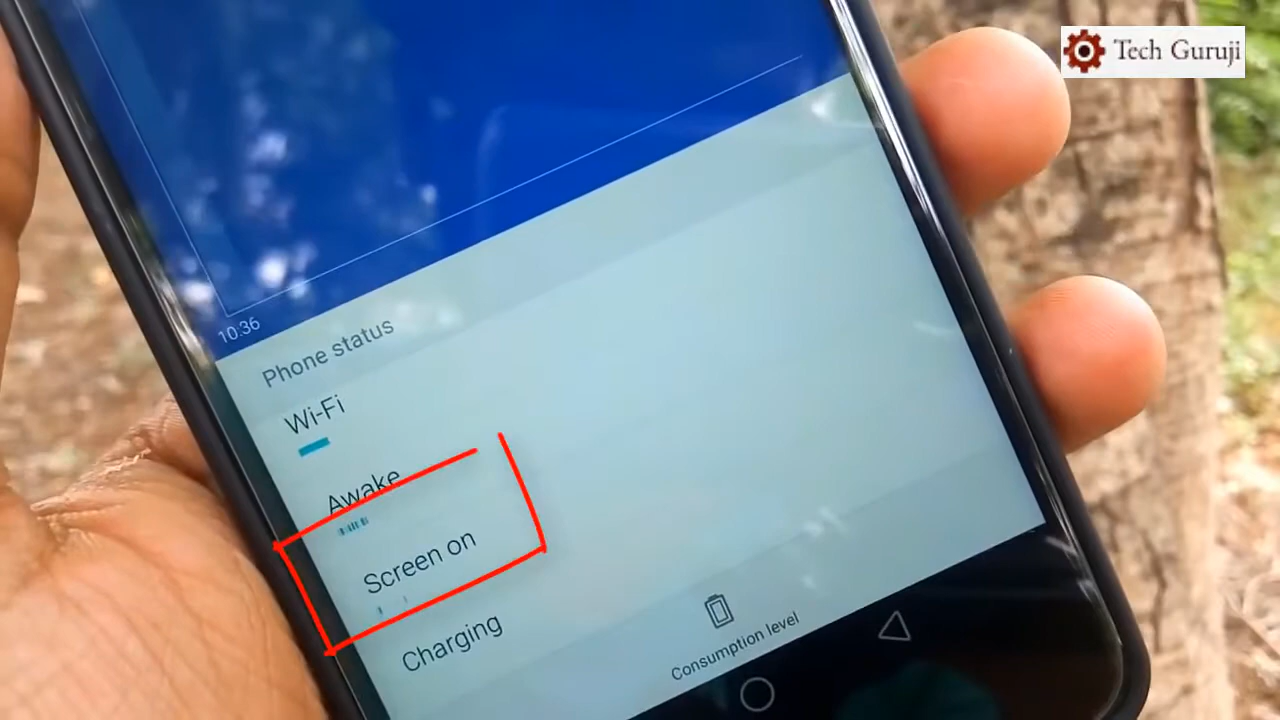 Tech Guruji
10:36
Phone status
Wi-Fi
Awake
Screen on
Charging
Consumption level